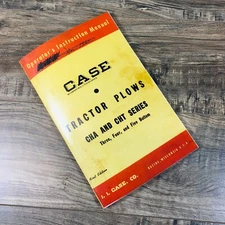 Operator's Instruction Manual
CASE
TRACTOR PLOWS
CHA AND CHT SERIES
Three, Four, and Five Bottom
Edition
J. I. CASE, CO.
RACINE, WISCONSIN U.S.A.